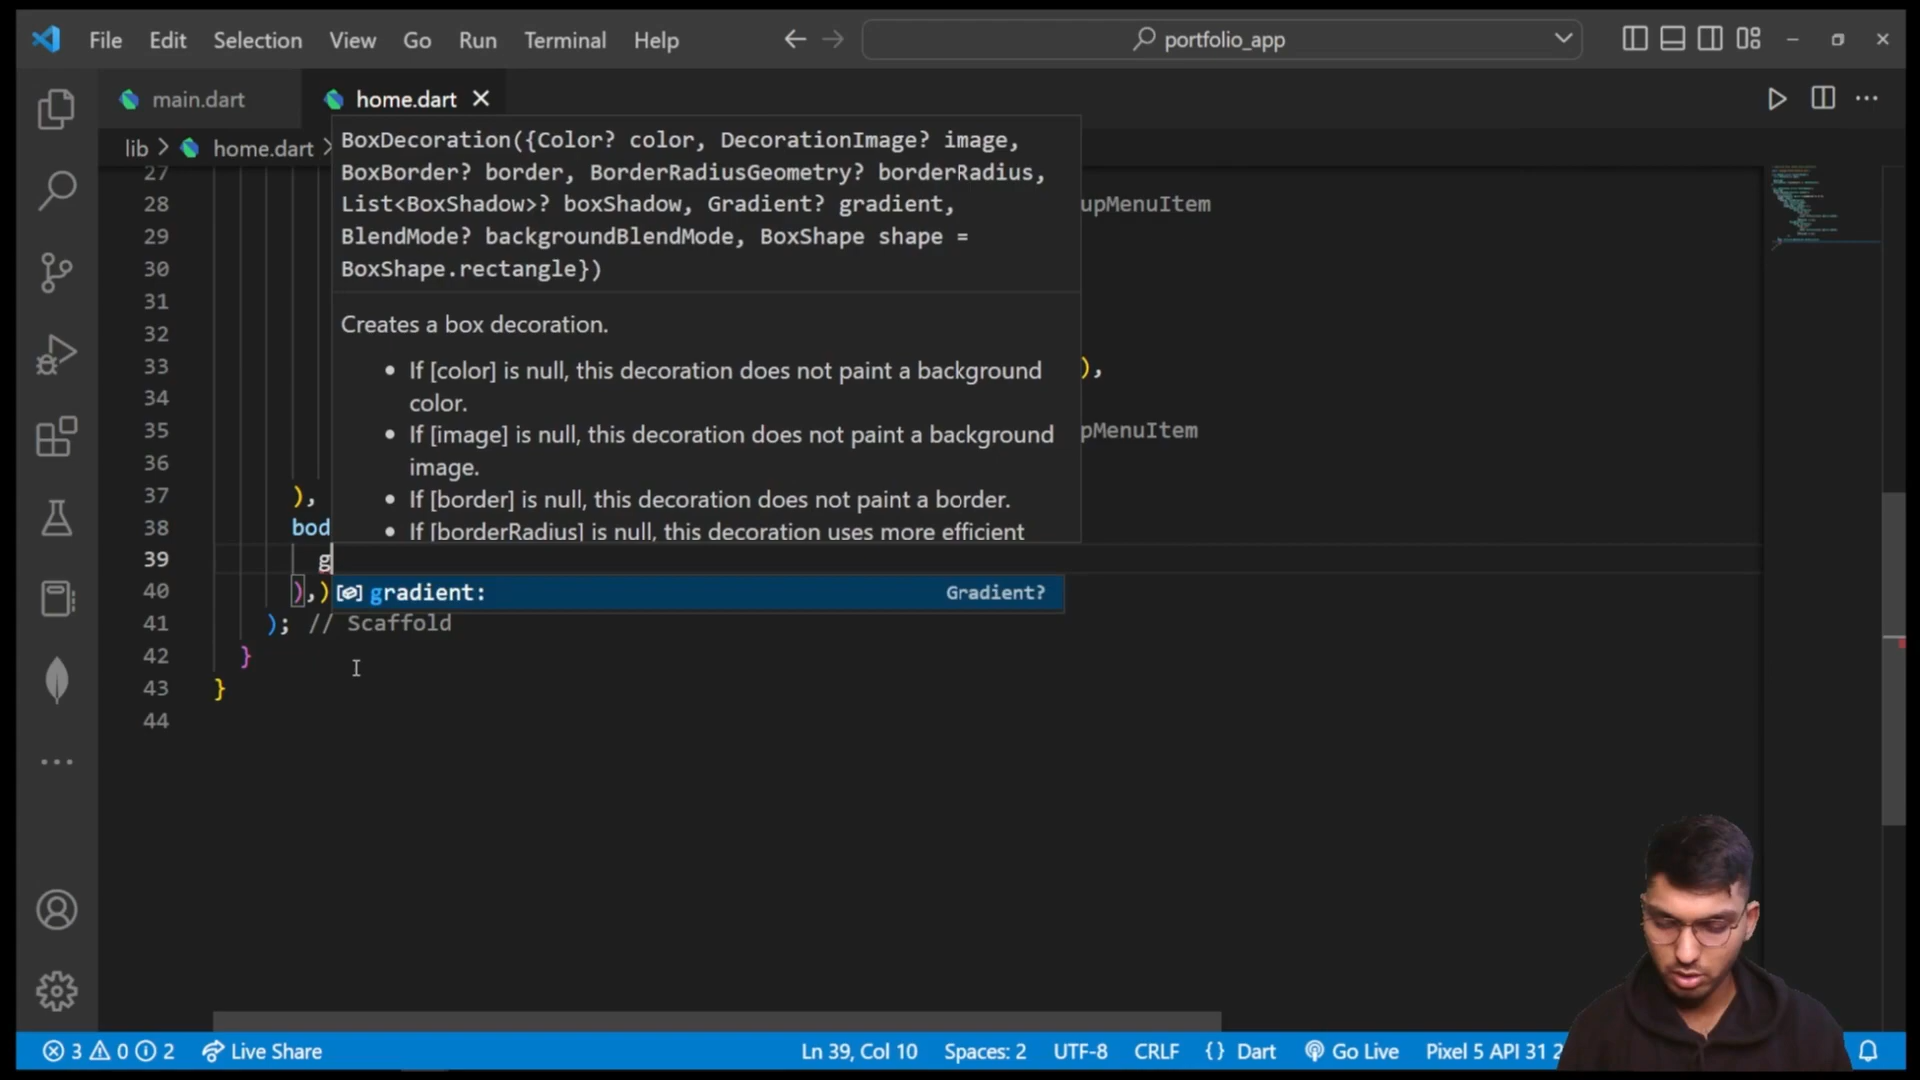 File Edit Selection View Go Run Terminal Help portfolio_app
main.dart home.dart
lib > home.dart >
BoxDecoration({Color? color, DecorationImage? image,
BoxBorder? border, BorderRadiusGeometry? borderRadius,
List<BoxShadow>? boxShadow, Gradient? gradient,
BlendMode? backgroundBlendMode, BoxShape shape =
BoxShape.rectangle})
Creates a box decoration.
• If [color] is null, this decoration does not paint a background
color.
• If [image] is null, this decoration does not paint a background
image.
• If [border] is null, this decoration does not paint a border.
• If [borderRadius] is null, this decoration uses more efficient
27
28 upMenuItem
29
30
31
32
33 ),
34
35 pMenuItem
36
37 ),
38 bod
39 g
40 ),)
gradient: Gradient?
41 ); // Scaffold
42 }
43 }
44
3 0 2 Live Share Ln 39, Col 10 Spaces: 2 UTF-8 CRLF {} Dart Go Live Pixel 5 API 31 2